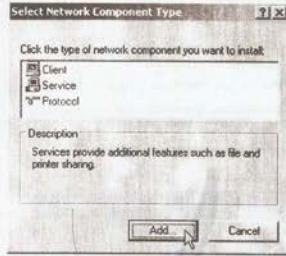 Select Network Component Type
Click the type of network component you want to install:
Client
Service
Protocol
Description
Services provide additional features such as file and
printer sharing.
Add...
Cancel